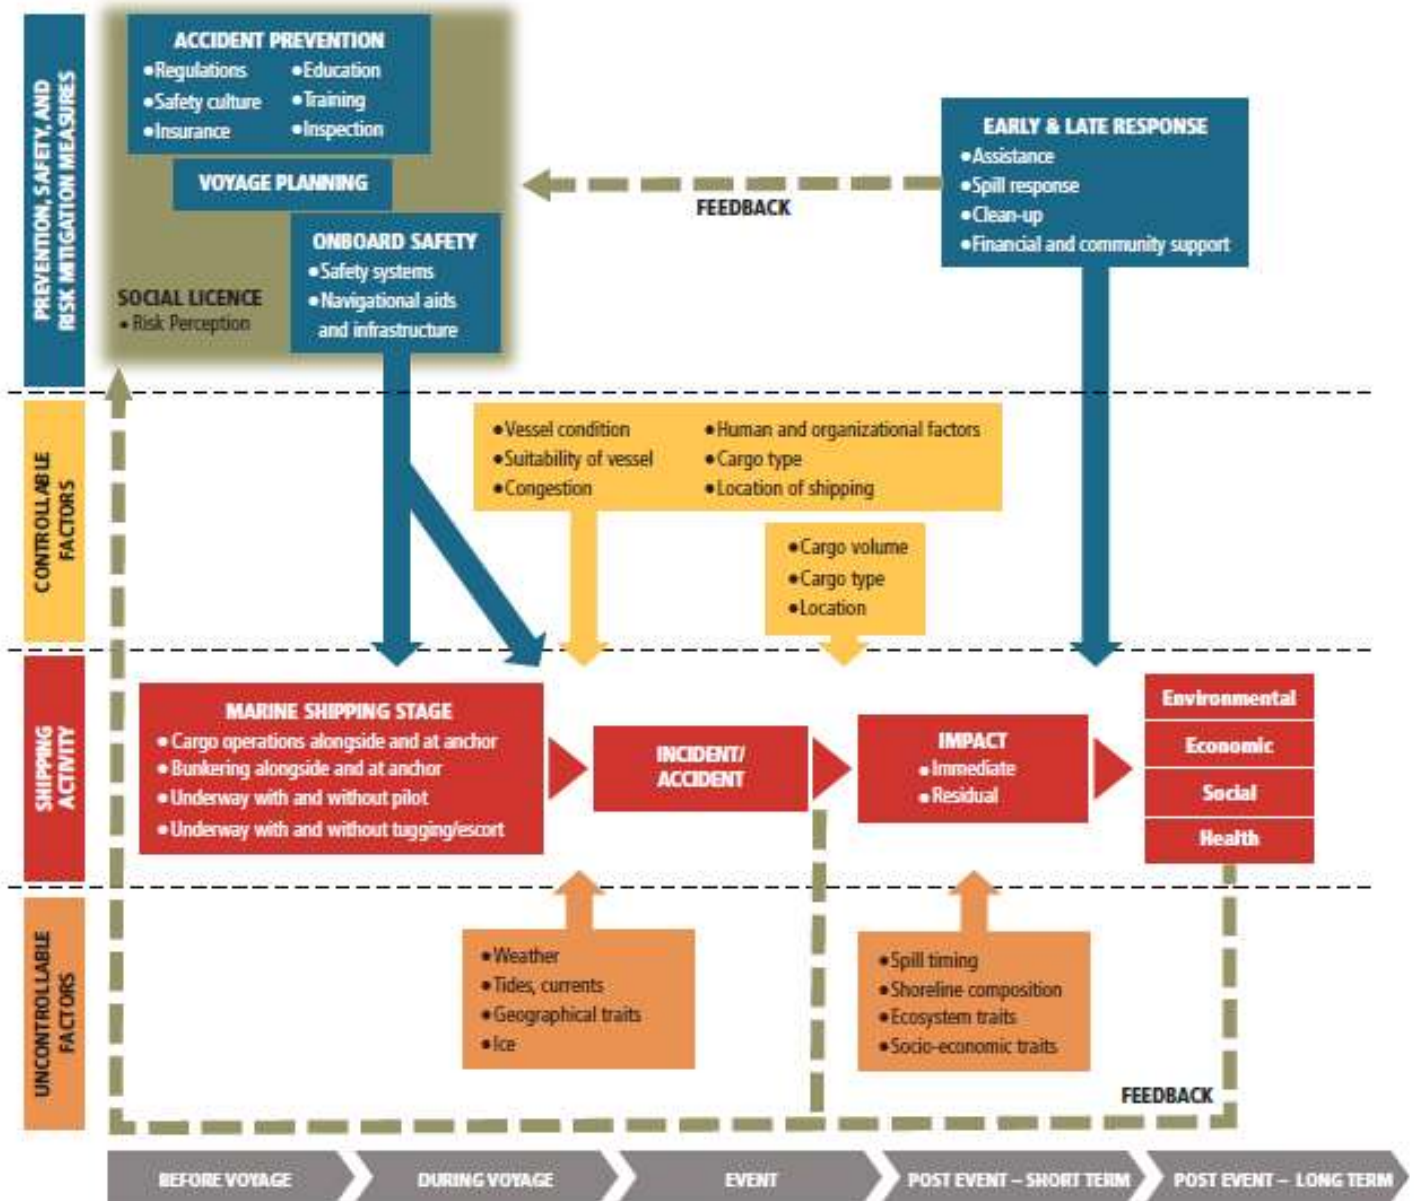 PREVENTION, SAFETY, AND
RISK MITIGATION MEASURES
ACCIDENT PREVENTION
•Regulations
•Safety culture
•Insurance
•Education
•Training
•Inspection
VOYAGE PLANNING
ONBOARD SAFETY
•Safety systems
•Navigational aids
and infrastructure
SOCIAL LICENCE
• Risk Perception
FEEDBACK
EARLY & LATE RESPONSE
•Assistance
•Spill response
•Clean-up
•Financial and community support
CONTROLLABLE
FACTORS
•Vessel condition
•Suitability of vessel
•Congestion
•Human and organizational factors
•Cargo type
•Location of shipping
•Cargo volume
•Cargo type
•Location
SHIPPING
ACTIVITY
MARINE SHIPPING STAGE
• Cargo operations alongside and at anchor
• Bunkering alongside and at anchor
• Underway with and without pilot
• Underway with and without tugging/escort
INCIDENT/
ACCIDENT
IMPACT
• Immediate
• Residual
Environmental
Economic
Social
Health
UNCONTROLLABLE
FACTORS
•Weather
•Tides, currents
•Geographical traits
•Ice
•Spill timing
•Shoreline composition
•Ecosystem traits
•Socio-economic traits
FEEDBACK
BEFORE VOYAGE
DURING VOYAGE
EVENT
POST EVENT – SHORT TERM
POST EVENT – LONG TERM